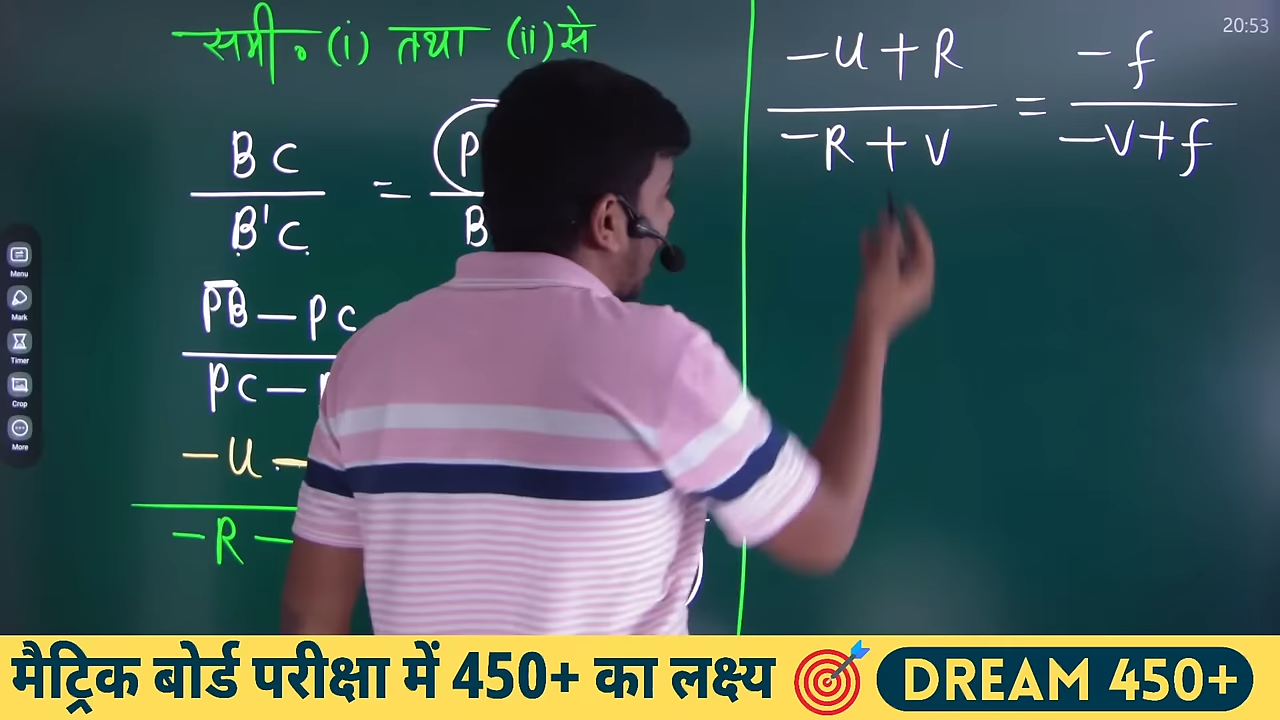 समी० (i) तथा (ii) से
BC
B'C
=
P
B
PB — PC
PC —
-U -
-R -
-U+R
-R+V
=
-f
-V+f
20:53
Menu
Mark
Timer
Crop
More
मैट्रिक बोर्ड परीक्षा में 450+ का लक्ष्य
DREAM 450+